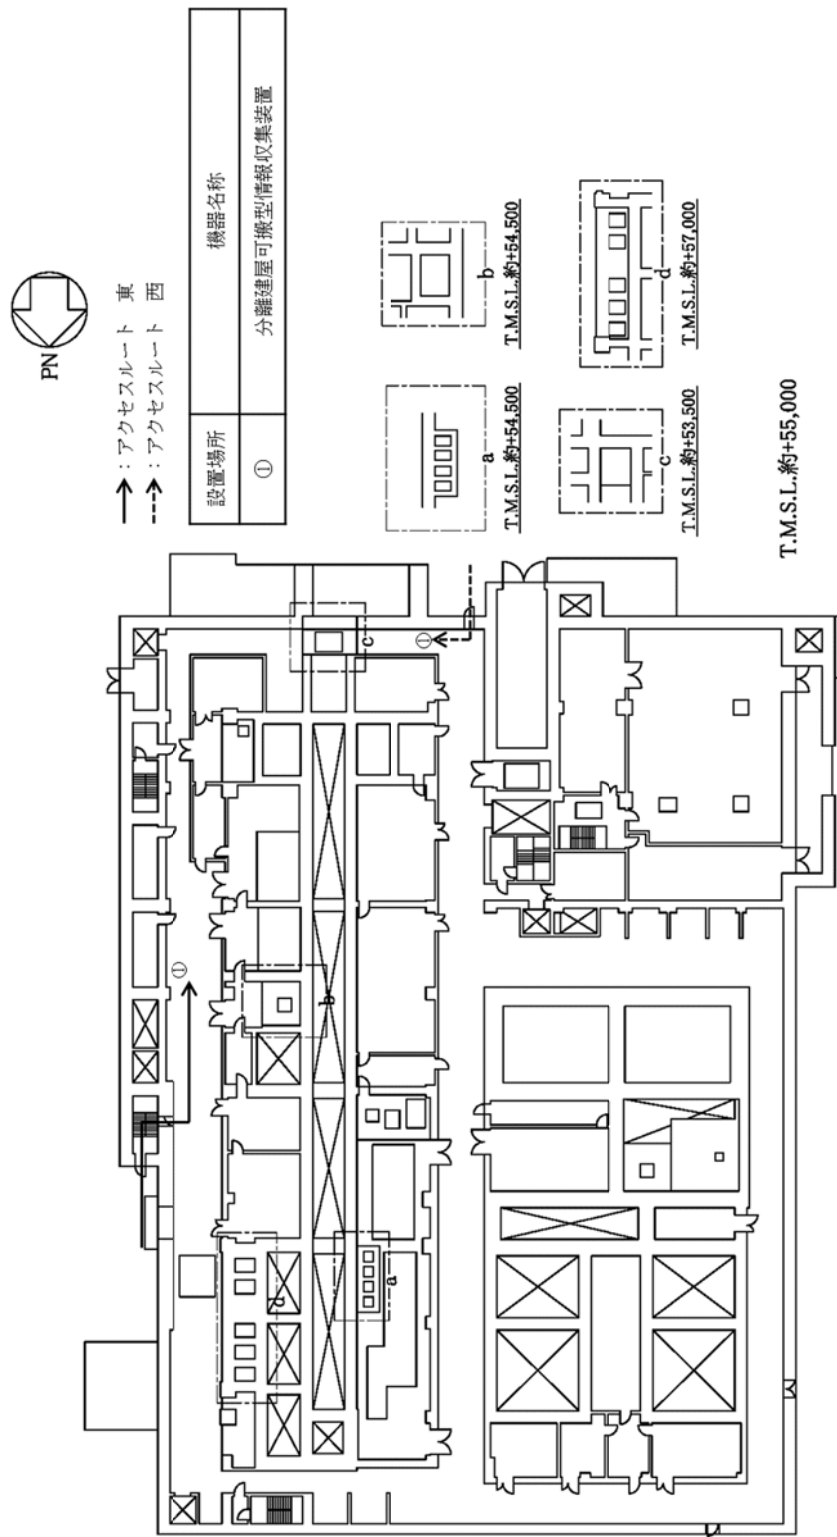 PN
→：アクセスルート 東
⇢：アクセスルート 西
設置場所 機器名称
① 分離建屋可搬型情報収集装置
a
T.M.S.L.約+54,500
b
T.M.S.L.約+54,500
c
T.M.S.L.約+53,500
d
T.M.S.L.約+57,000
T.M.S.L.約+55,000
①
①
a
b
c
d